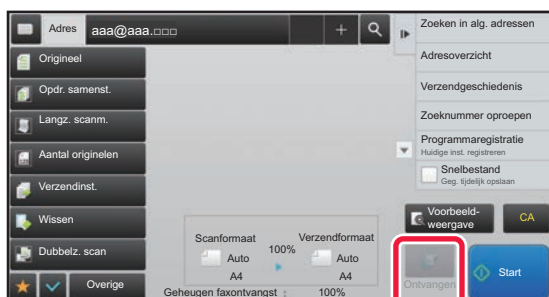 Adres
aaa@aaa.□□□
Origineel
Opdr. samenst.
Langz. scanm.
Aantal originelen
Verzendinst.
Wissen
Dubbelz. scan
Overige
Scanformaat
Auto
A4
100%
Verzendformaat
Auto
A4
Geheugen faxontvangst : 100%
Zoeken in alg. adressen
Adresoverzicht
Verzendgeschiedenis
Zoeknummer oproepen
Programmaregistratie
Huidige inst. registreren
Snelbestand
Geg. tijdelijk opslaan
Voorbeeld-
weergave
CA
Ontvangen
Start